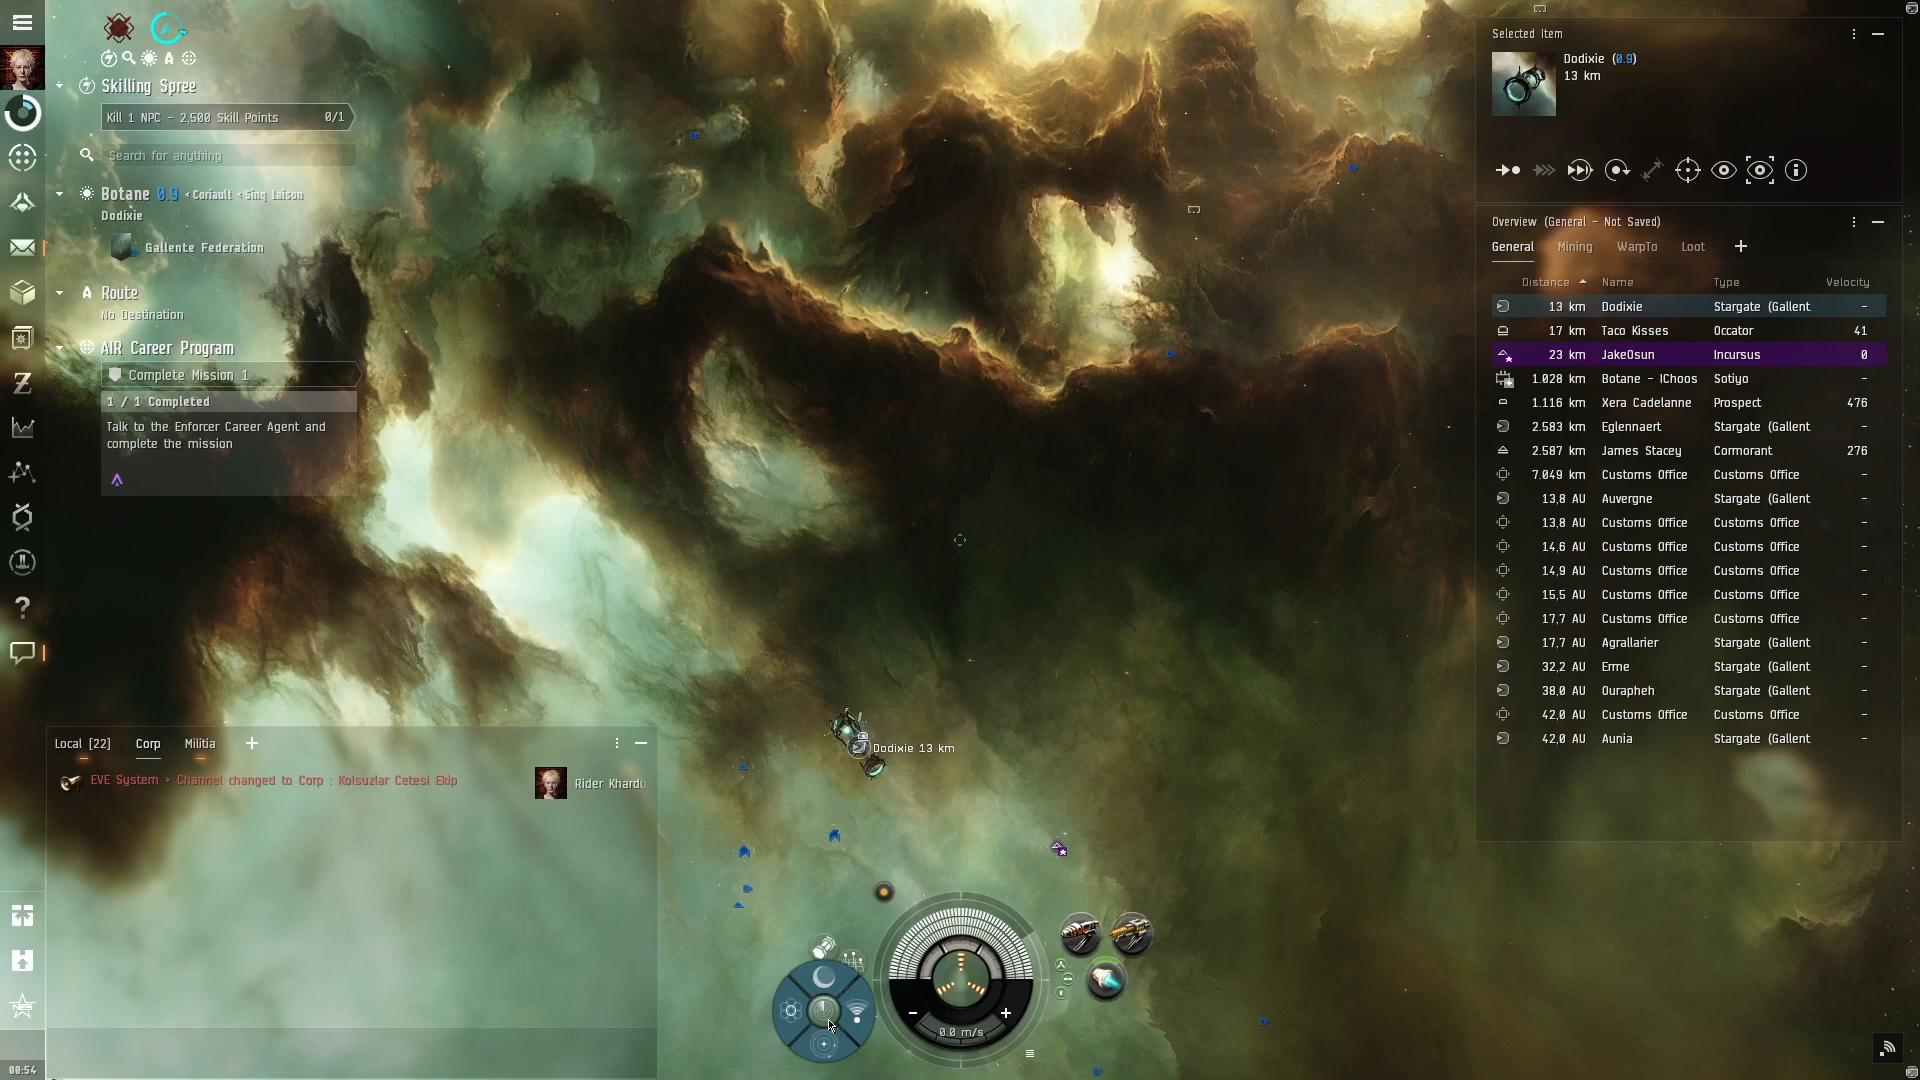 Skilling Spree
Kill 1 NPC - 2,500 Skill Points 0/1
Search for anything
Botane 0.9 < Coriault < Sing Laison
Dodixie
Gallente Federation
Route
No Destination
AIR Career Program
Complete Mission 1
1 / 1 Completed
Talk to the Enforcer Career Agent and
complete the mission
Local [22] Corp Militia
EVE System > Channel changed to Corp : Kolsuzlar Cetesi Ekip
Rider Khardu
00:54
NES
Dodixie 13 km
0.0 m/s
Selected Item
Dodixie (0.9)
13 km
Overview (General - Not Saved)
General Mining WarpTo Loot
Distance Name Type Velocity
13 km Dodixie Stargate (Gallent -
17 km Taco Kisses Occator 41
23 km JakeOsun Incursus 0
1.028 km Botane - IChoos Sotiyo -
1.116 km Xera Cadelanne Prospect 476
2.583 km Eglennaert Stargate (Gallent -
2.587 km James Stacey Cormorant 276
7.049 km Customs Office Customs Office -
13,8 AU Auvergne Stargate (Gallent -
13,8 AU Customs Office Customs Office -
14,6 AU Customs Office Customs Office -
14,9 AU Customs Office Customs Office -
15,5 AU Customs Office Customs Office -
17,7 AU Customs Office Customs Office -
17,7 AU Agrallarier Stargate (Gallent -
32,2 AU Erme Stargate (Gallent -
38,0 AU Ourapheh Stargate (Gallent -
42,0 AU Customs Office Customs Office -
42,0 AU Aunia Stargate (Gallent -